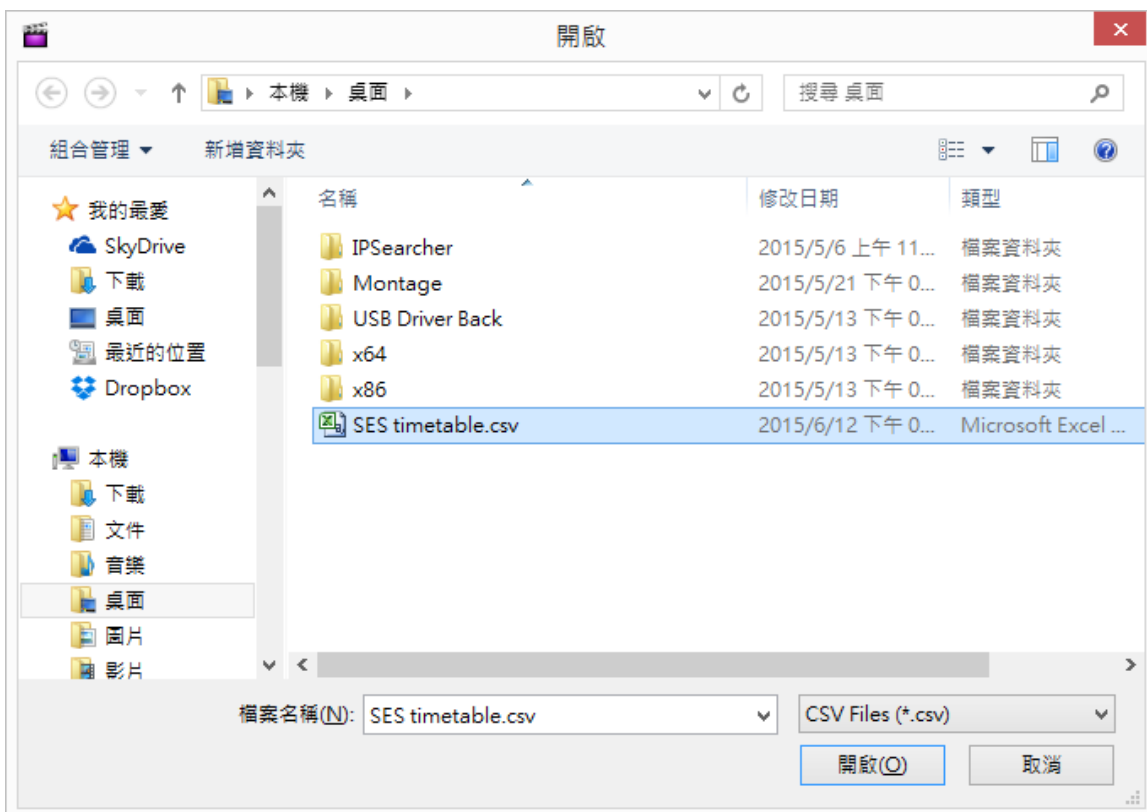 開啟
本機 桌面
搜尋 桌面
組合管理
新增資料夾
我的最愛
SkyDrive
下載
桌面
最近的位置
Dropbox
本機
下載
文件
音樂
桌面
圖片
影片
名稱 修改日期 類型
IPSearcher 2015/5/6 上午 11... 檔案資料夾
Montage 2015/5/21 下午 0... 檔案資料夾
USB Driver Back 2015/5/13 下午 0... 檔案資料夾
x64 2015/5/13 下午 0... 檔案資料夾
x86 2015/5/13 下午 0... 檔案資料夾
SES timetable.csv 2015/6/12 下午 0... Microsoft Excel ...
檔案名稱(N): SES timetable.csv
CSV Files (*.csv)
開啟(O)
取消